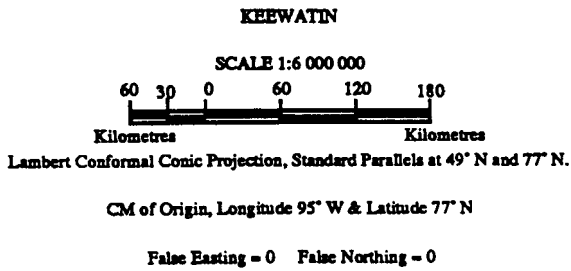 KEEWATIN
SCALE 1:6 000 000
60 30 0 60 120 180
Kilometres Kilometres
Lambert Conformal Conic Projection, Standard Parallels at 49° N and 77° N.
CM of Origin, Longitude 95° W & Latitude 77° N
False Easting = 0 False Northing = 0